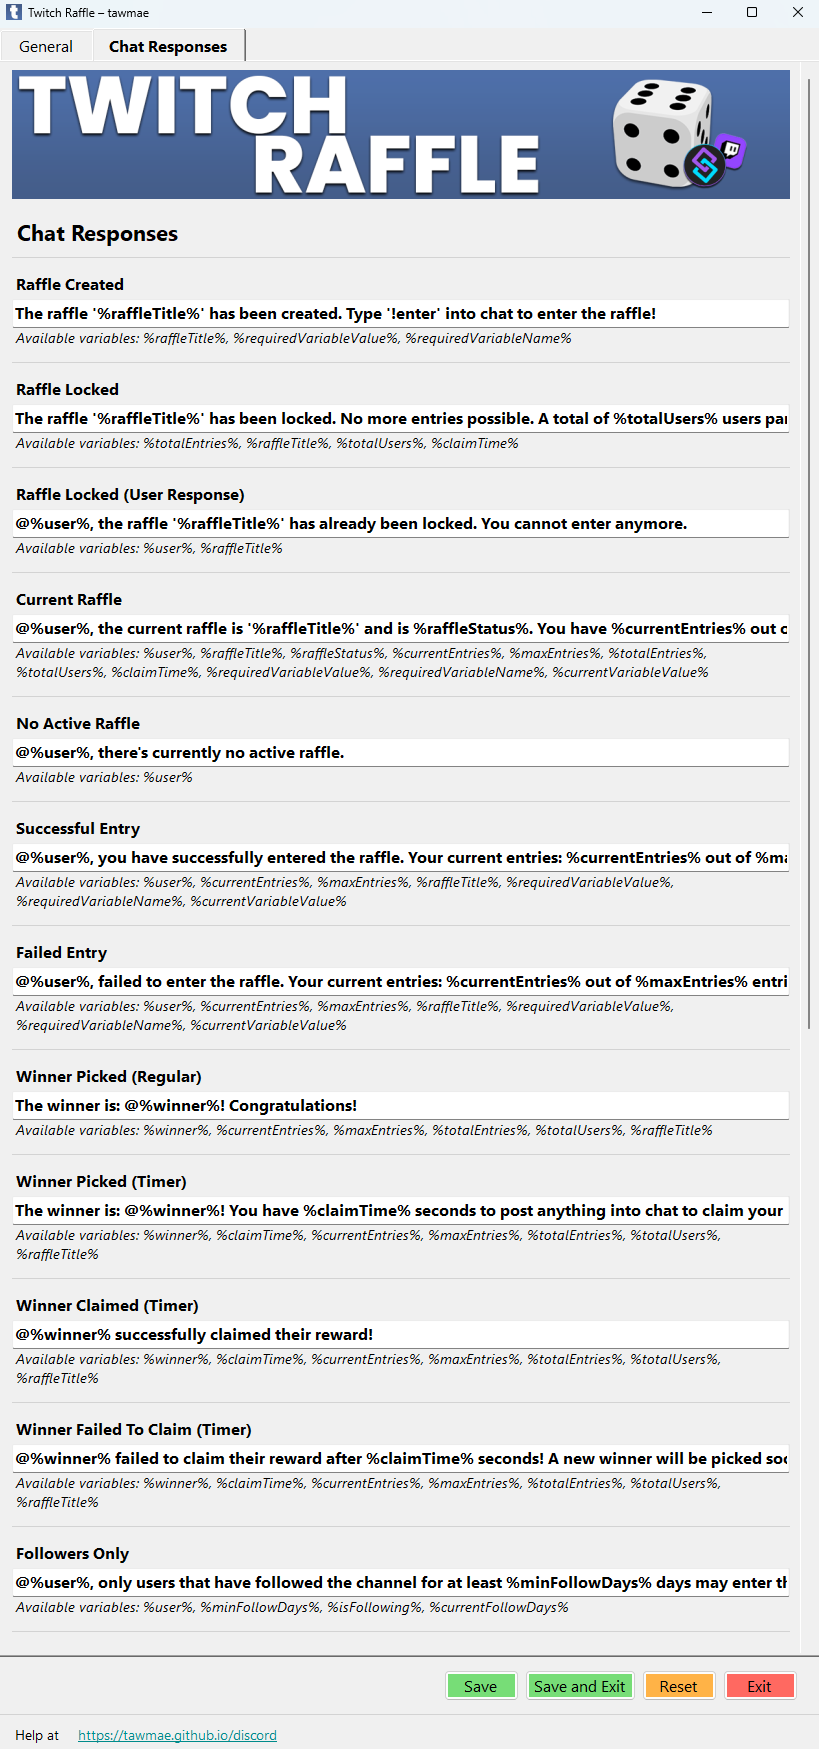 Twitch Raffle – tawmae
General
Chat Responses
TWITCH
RAFFLE
Chat Responses
Raffle Created
The raffle '%raffleTitle%' has been created. Type '!enter' into chat to enter the raffle!
Available variables: %raffleTitle%, %requiredVariableValue%, %requiredVariableName%
Raffle Locked
The raffle '%raffleTitle%' has been locked. No more entries possible. A total of %totalUsers% users
Available variables: %totalEntries%, %raffleTitle%, %totalUsers%, %claimTime%
Raffle Locked (User Response)
@%user%, the raffle '%raffleTitle%' has already been locked. You cannot enter anymore.
Available variables: %user%, %raffleTitle%
Current Raffle
@%user%, the current raffle is '%raffleTitle%' and is %raffleStatus%. You have %currentEntries% out
Available variables: %user%, %raffleTitle%, %raffleStatus%, %currentEntries%, %maxEntries%, %totalEntries%,
%totalUsers%, %claimTime%, %requiredVariableValue%, %requiredVariableName%, %currentVariableValue%
No Active Raffle
@%user%, there's currently no active raffle.
Available variables: %user%
Successful Entry
@%user%, you have successfully entered the raffle. Your current entries: %currentEntries% out of
Available variables: %user%, %currentEntries%, %maxEntries%, %raffleTitle%, %requiredVariableValue%,
%requiredVariableName%, %currentVariableValue%
Failed Entry
@%user%, failed to enter the raffle. Your current entries: %currentEntries% out of %maxEntries% entri
Available variables: %user%, %currentEntries%, %maxEntries%, %raffleTitle%, %requiredVariableValue%,
%requiredVariableName%, %currentVariableValue%
Winner Picked (Regular)
The winner is: @%winner%! Congratulations!
Available variables: %winner%, %currentEntries%, %maxEntries%, %totalEntries%, %totalUsers%, %raffleTitle%
Winner Picked (Timer)
The winner is: @%winner%! You have %claimTime% seconds to post anything into chat to claim your
Available variables: %winner%, %claimTime%, %currentEntries%, %maxEntries%, %totalEntries%, %totalUsers%,
%raffleTitle%
Winner Claimed (Timer)
@%winner% successfully claimed their reward!
Available variables: %winner%, %claimTime%, %currentEntries%, %maxEntries%, %totalEntries%, %totalUsers%,
%raffleTitle%
Winner Failed To Claim (Timer)
@%winner% failed to claim their reward after %claimTime% seconds! A new winner will be picked
Available variables: %winner%, %claimTime%, %currentEntries%, %maxEntries%, %totalEntries%, %totalUsers%,
%raffleTitle%
Followers Only
@%user%, only users that have followed the channel for at least %minFollowDays% days may enter
Available variables: %user%, %minFollowDays%, %isFollowing%, %currentFollowDays%
Save
Save and Exit
Reset
Exit
Help at https://tawmae.github.io/discord